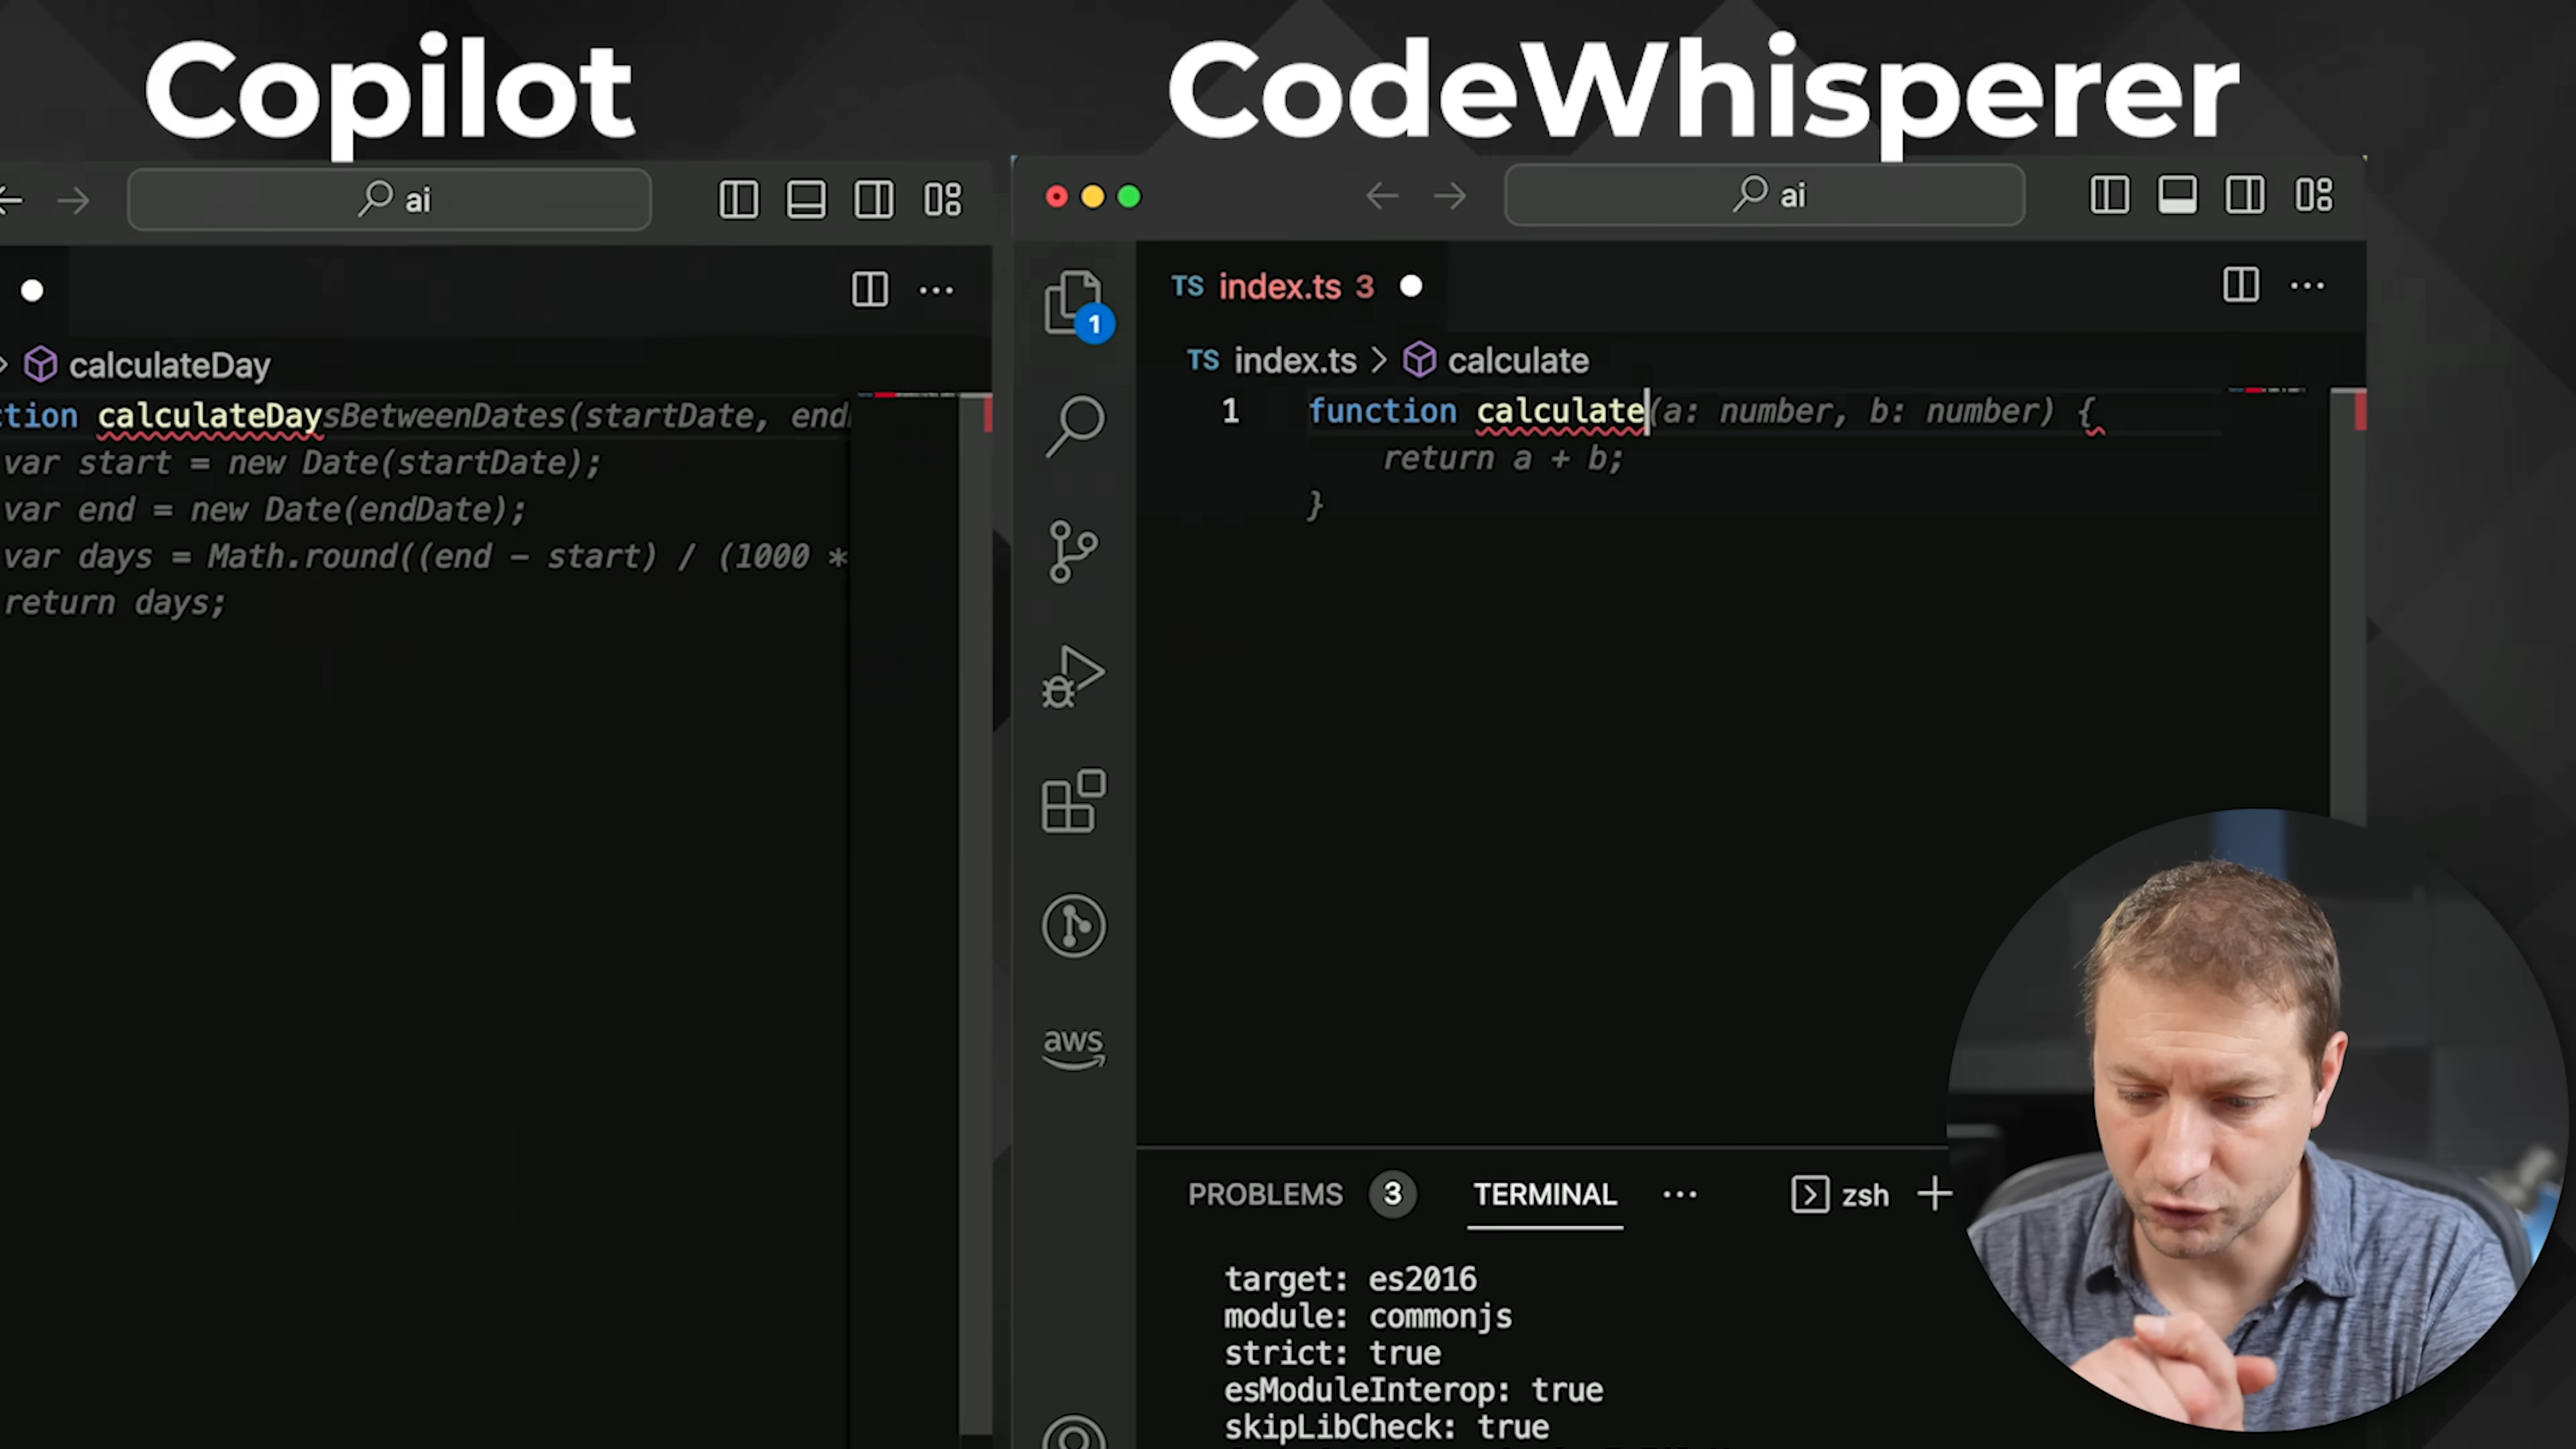 Copilot
CodeWhisperer
ai
calculateDay
ction calculateDaysBetweenDates(startDate, end
var start = new Date(startDate);
var end = new Date(endDate);
var days = Math.round((end - start) / (1000 *
return days;
ai
1
TS index.ts 3
TS index.ts > calculate
1 function calculate(a: number, b: number) {
return a + b;
}
aws
PROBLEMS 3 TERMINAL ... zsh +
target: es2016
module: commonjs
strict: true
esModuleInterop: true
skipLibCheck: true